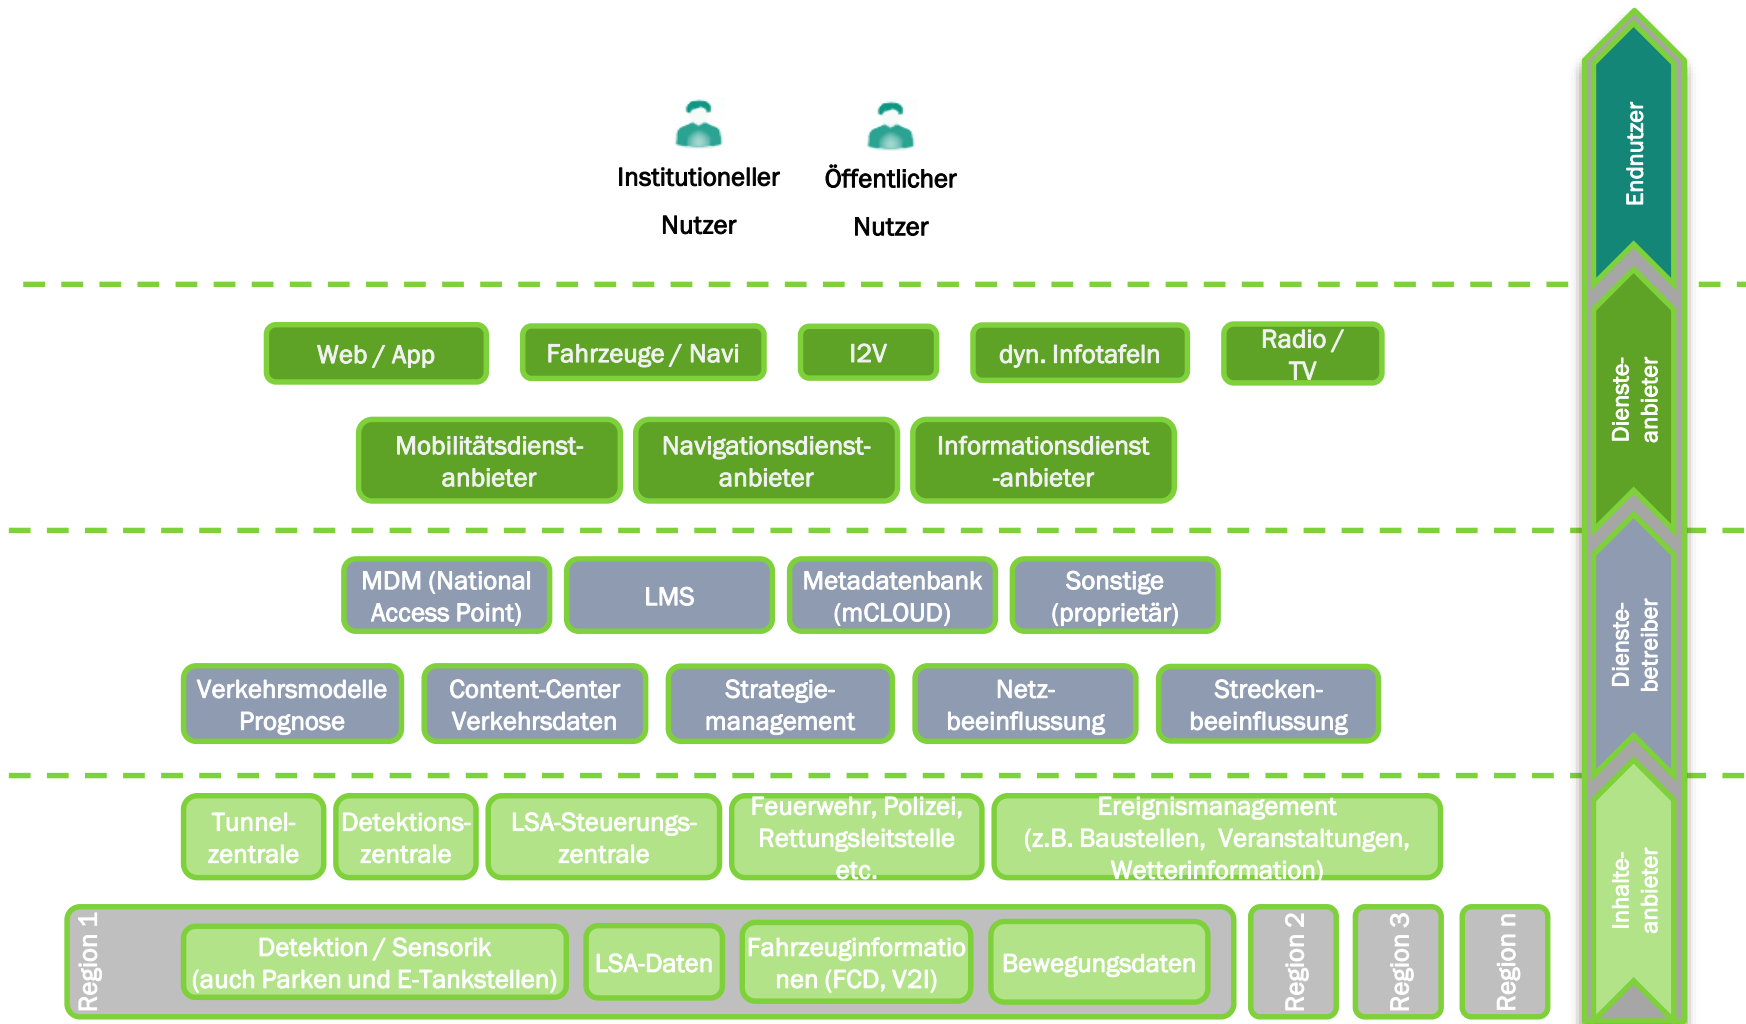 Institutioneller
Nutzer
Öffentlicher
Nutzer
Endnutzer
Web / App
Fahrzeuge / Navi
I2V
dyn. Infotafeln
Radio /
TV
Mobilitätsdienst-
anbieter
Navigationsdienst-
anbieter
Informationsdienst
-anbieter
Dienste-
anbieter
MDM (National
Access Point)
LMS
Metadatenbank
(mCLOUD)
Sonstige
(proprietär)
Verkehrsmodelle
Prognose
Content-Center
Verkehrsdaten
Strategie-
management
Netz-
beeinflussung
Strecken-
beeinflussung
Dienste-
betreiber
Tunnel-
zentrale
Detektions-
zentrale
LSA-Steuerungs-
zentrale
Feuerwehr, Polizei,
Rettungsleitstelle
etc.
Ereignismanagement
(z.B. Baustellen, Veranstaltungen,
Wetterinformation)
Region 1
Detektion / Sensorik
(auch Parken und E-Tankstellen)
LSA-Daten
Fahrzeuginformatio
nen (FCD, V2I)
Bewegungsdaten
Region 2
Region 3
Region n
Inhalte-
anbieter